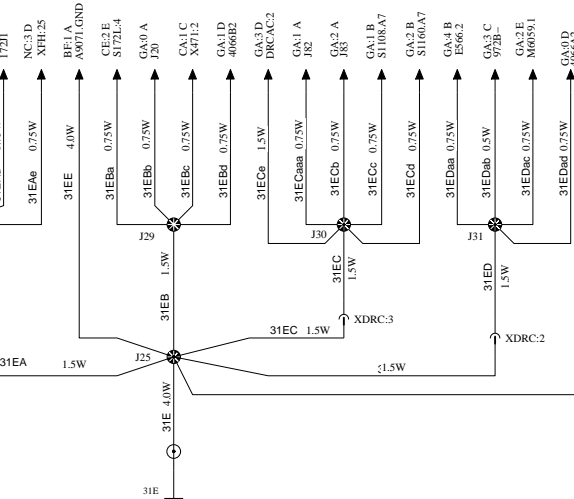 172J1
NC:3 D
XFH:25
BF:1 A
A9071.GND
CE:2 E
S172L:4
GA:0 A
J20
CA:1 C
X471:2
GA:1 D
4066B2
GA:3 D
DRCAC:2
GA:1 A
J82
GA:2 A
J83
GA:1 B
S1108.A7
GA:2 B
S1160.A7
GA:4 B
E566.2
GA:3 C
972B–
GA:2 E
M6059.1
GA:0 D
31EAe 0.75W
31EE 4.0W
31EBa 0.75W
31EBb 0.75W
31EBc 0.75W
31EBd 0.75W
31ECe 1.5W
31ECaaa 0.75W
31ECb 0.75W
31ECc 0.75W
31ECd 0.75W
31EDaa 0.75W
31EDab 0.5W
31EDac 0.75W
31EDad 0.75W
J29
J30
J31
31EB 1.5W
31EC
1.5W
31ED
1.5W
XDRC:3
XDRC:2
31EC 1.5W
J25
31EA 1.5W
1.5W
31E 4.0W
31E